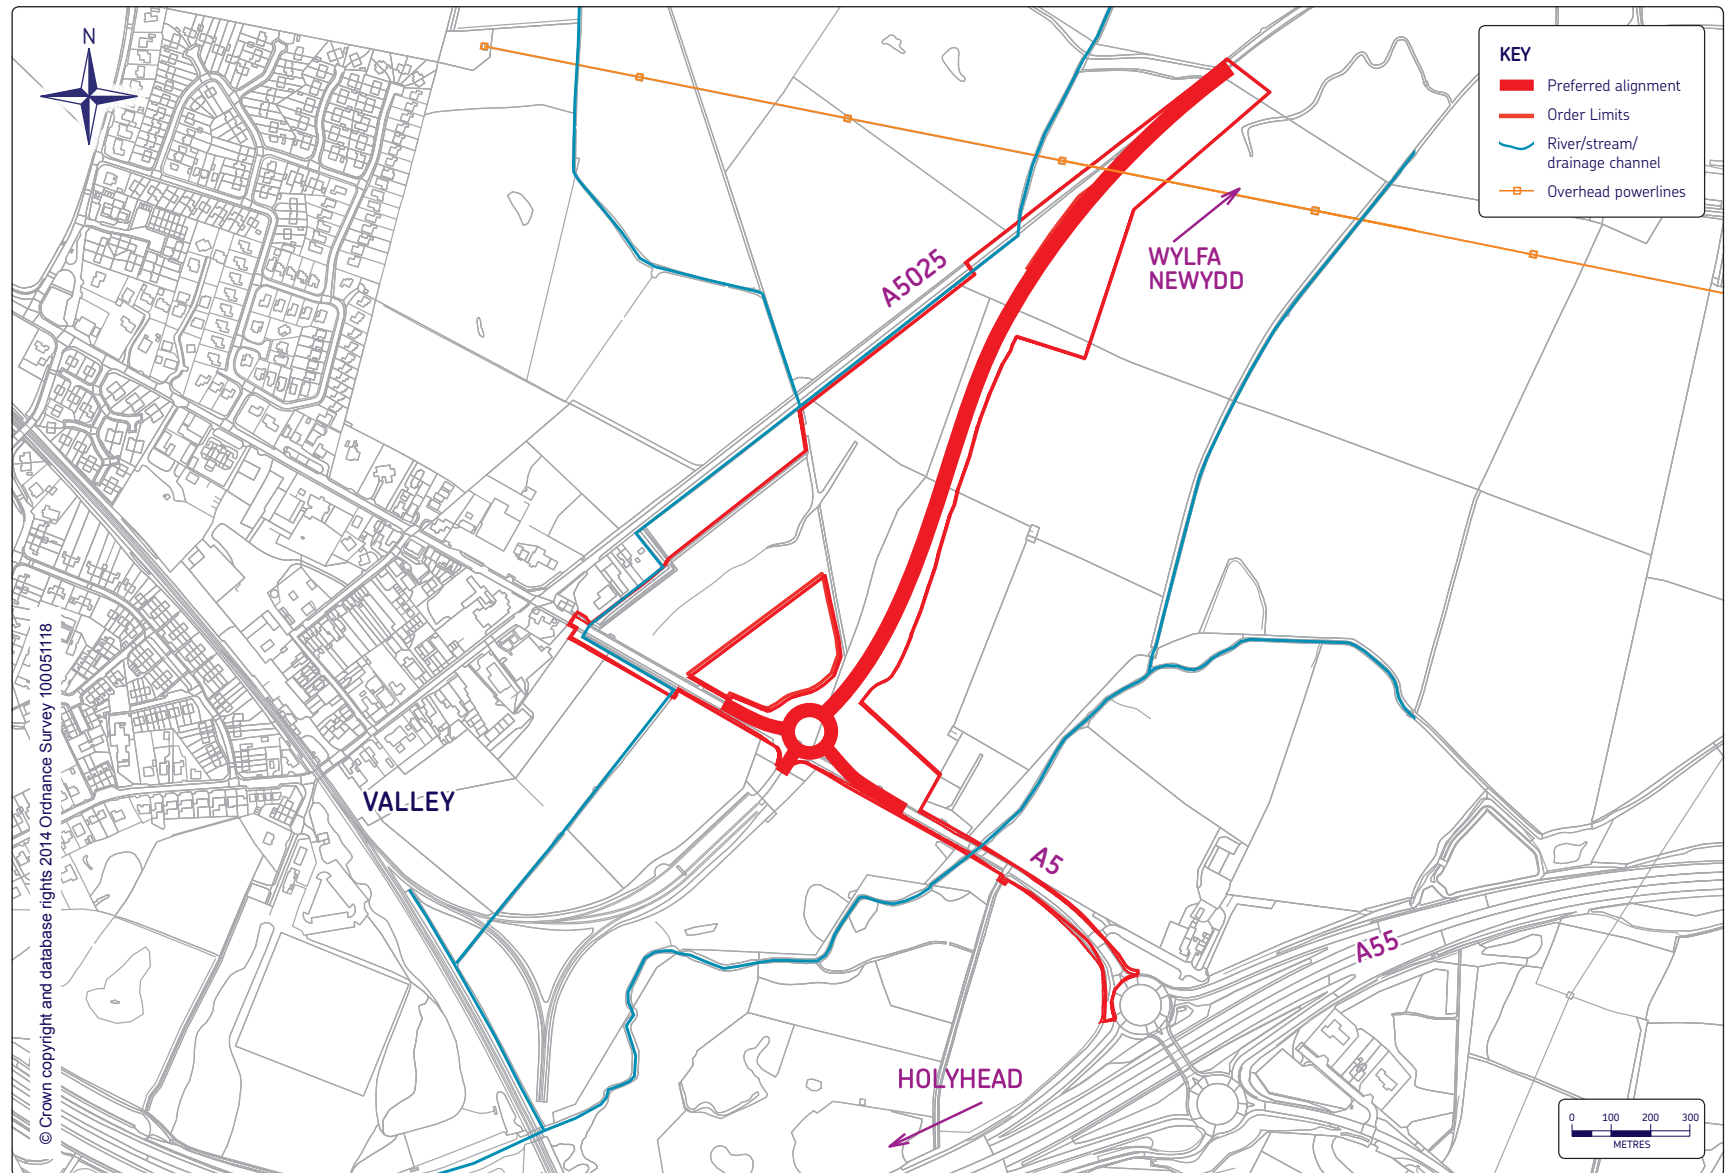 N
KEY
Preferred alignment
Order Limits
River/stream/
drainage channel
Overhead powerlines
A5025
WYLFA
NEWYDD
VALLEY
A5
A55
HOLYHEAD
0 100 200 300
METRES
© Crown copyright and database rights 2014 Ordnance Survey 100051118